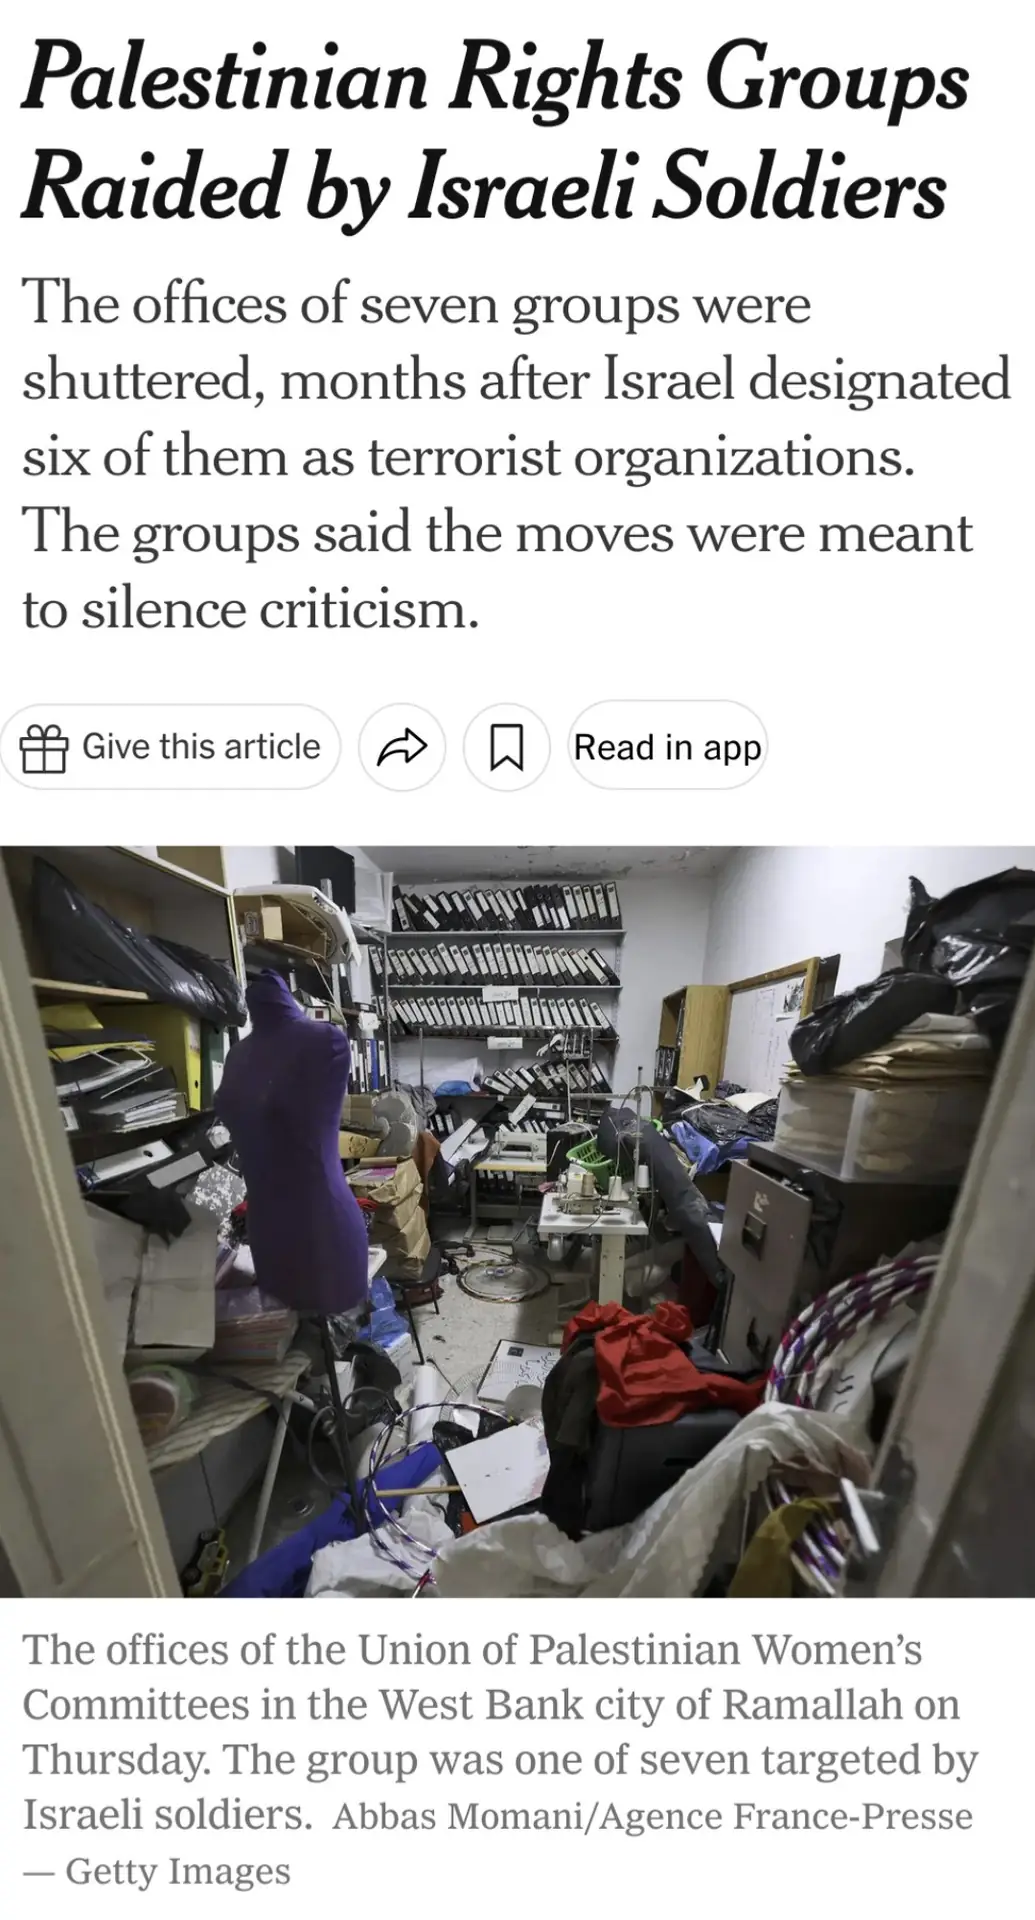 Palestinian Rights Groups
Raided by Israeli Soldiers
The offices of seven groups were
shuttered, months after Israel designated
six of them as terrorist organizations.
The groups said the moves were meant
to silence criticism.
Give this article
Read in app
The offices of the Union of Palestinian Women’s
Committees in the West Bank city of Ramallah on
Thursday. The group was one of seven targeted by
Israeli soldiers. Abbas Momani/Agence France-Presse
— Getty Images